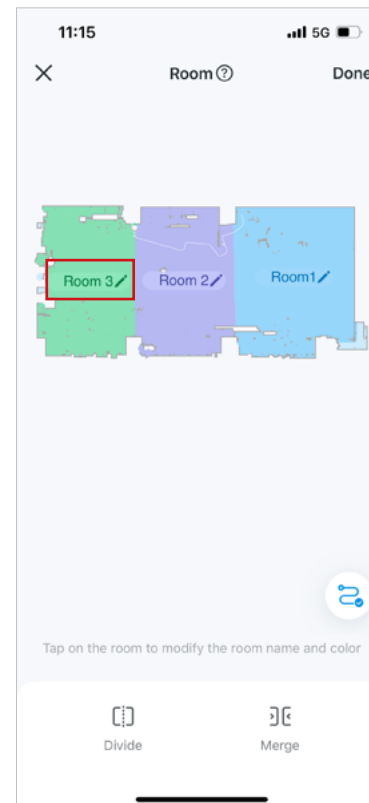 11:15 5G
Room Done
Room 3 Room 2 Room1
Tap on the room to modify the room name and color
Divide Merge